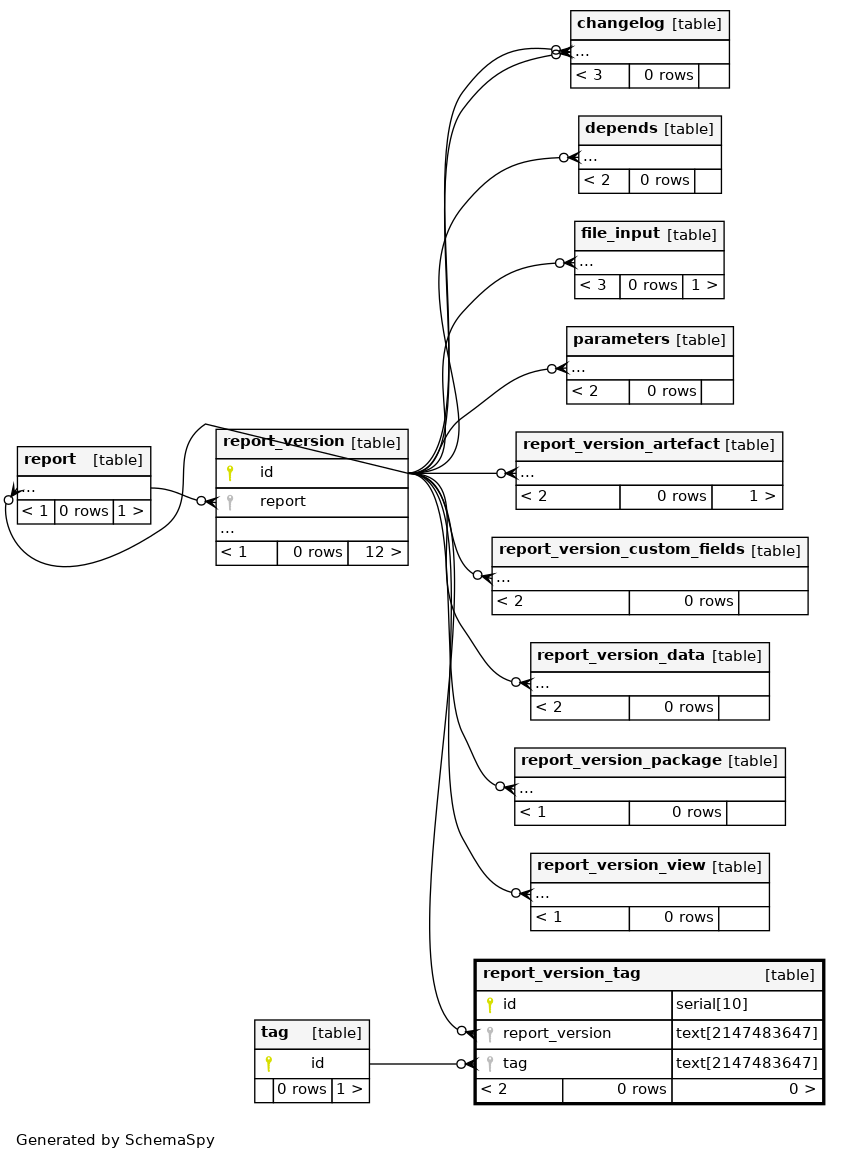 changelog [table]
...
< 3 0 rows
depends [table]
...
< 2 0 rows
file_input [table]
...
< 3 0 rows 1 >
parameters [table]
...
< 2 0 rows
report_version_artefact [table]
...
< 2 0 rows 1 >
report [table]
...
< 1 0 rows 1 >
report_version [table]
id
report
...
< 1 0 rows 12 >
report_version_custom_fields [table]
...
< 2 0 rows
report_version_data [table]
...
< 2 0 rows
report_version_package [table]
...
< 1 0 rows
report_version_view [table]
...
< 1 0 rows
report_version_tag [table]
id serial[10]
report_version text[2147483647]
tag text[2147483647]
< 2 0 rows 0 >
tag [table]
id
0 rows 1 >
Generated by SchemaSpy